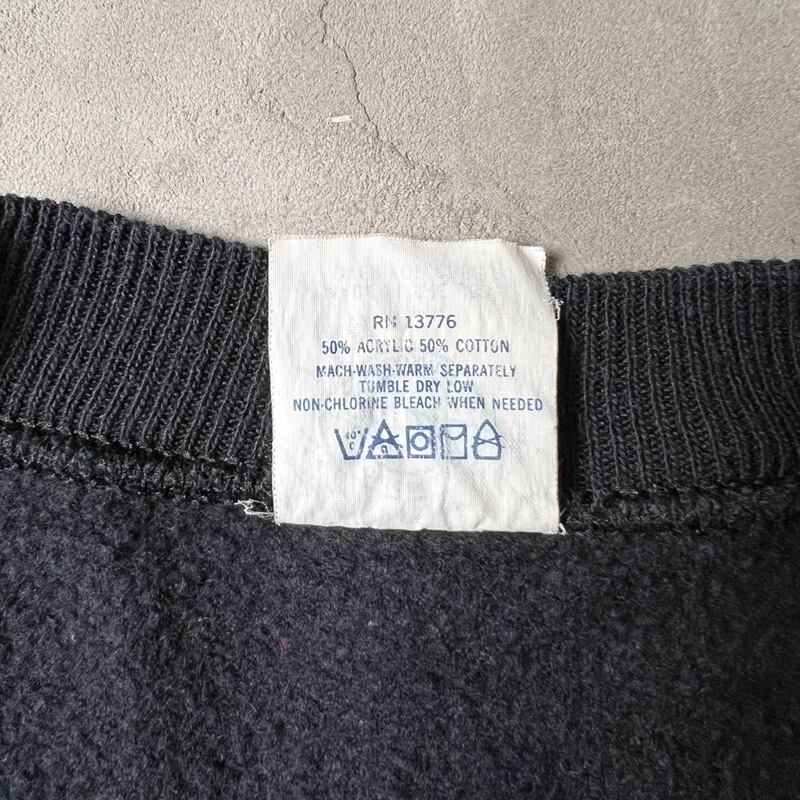 RN 13776
50% ACRYLIC 50% COTTON
MACH-WASH-WARM SEPARATELY
TUMBLE DRY LOW
NON-CHLORINE BLEACH WHEN NEEDED